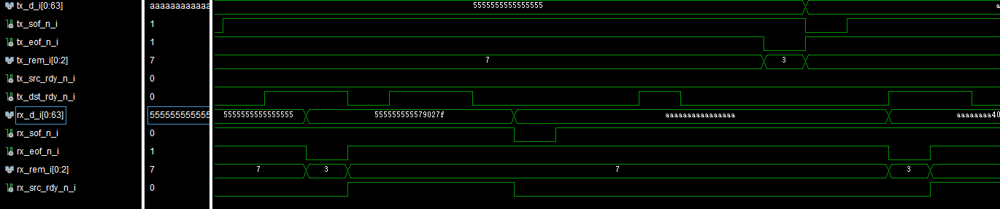 tx_d_i[0:63] aaaaaaaaaaaa 5555555555555555 a
tx_sof_n_i 1
tx_eof_n_i 1
tx_rem_i[0:2] 7 7 3
tx_src_rdy_n_i 0
tx_dst_rdy_n_i 0
rx_d_i[0:63] 555555555555 5555555555555555 555555555579027f aaaaaaaaaaaaaaaa aaaaaaaa40
rx_sof_n_i 0
rx_eof_n_i 1
rx_rem_i[0:2] 7 7 3 7 3
rx_src_rdy_n_i 0